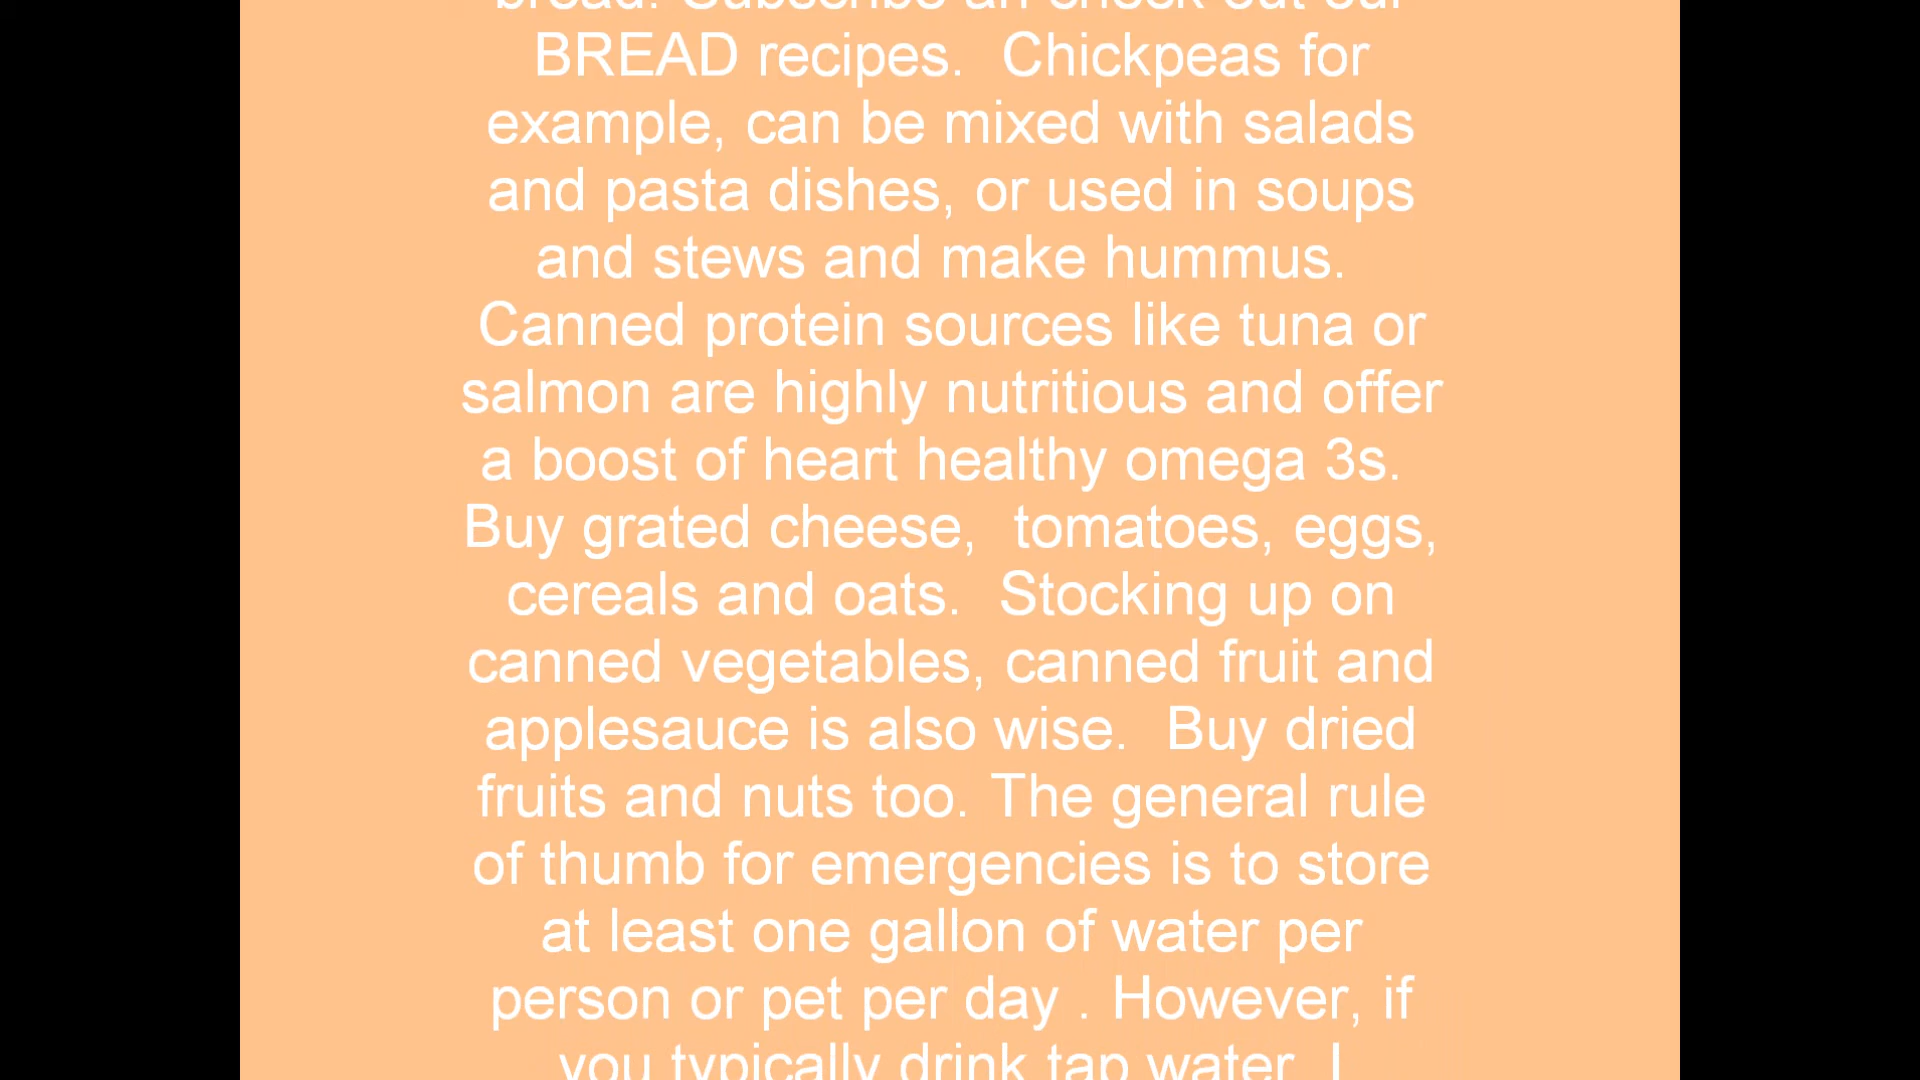 bread. Subscribe an check out our
BREAD recipes.  Chickpeas for
example, can be mixed with salads
and pasta dishes, or used in soups
and stews and make hummus.
Canned protein sources like tuna or
salmon are highly nutritious and offer
a boost of heart healthy omega 3s.
Buy grated cheese,  tomatoes, eggs,
cereals and oats.  Stocking up on
canned vegetables, canned fruit and
applesauce is also wise.  Buy dried
fruits and nuts too. The general rule
of thumb for emergencies is to store
at least one gallon of water per
person or pet per day . However, if
you typically drink tap water, I